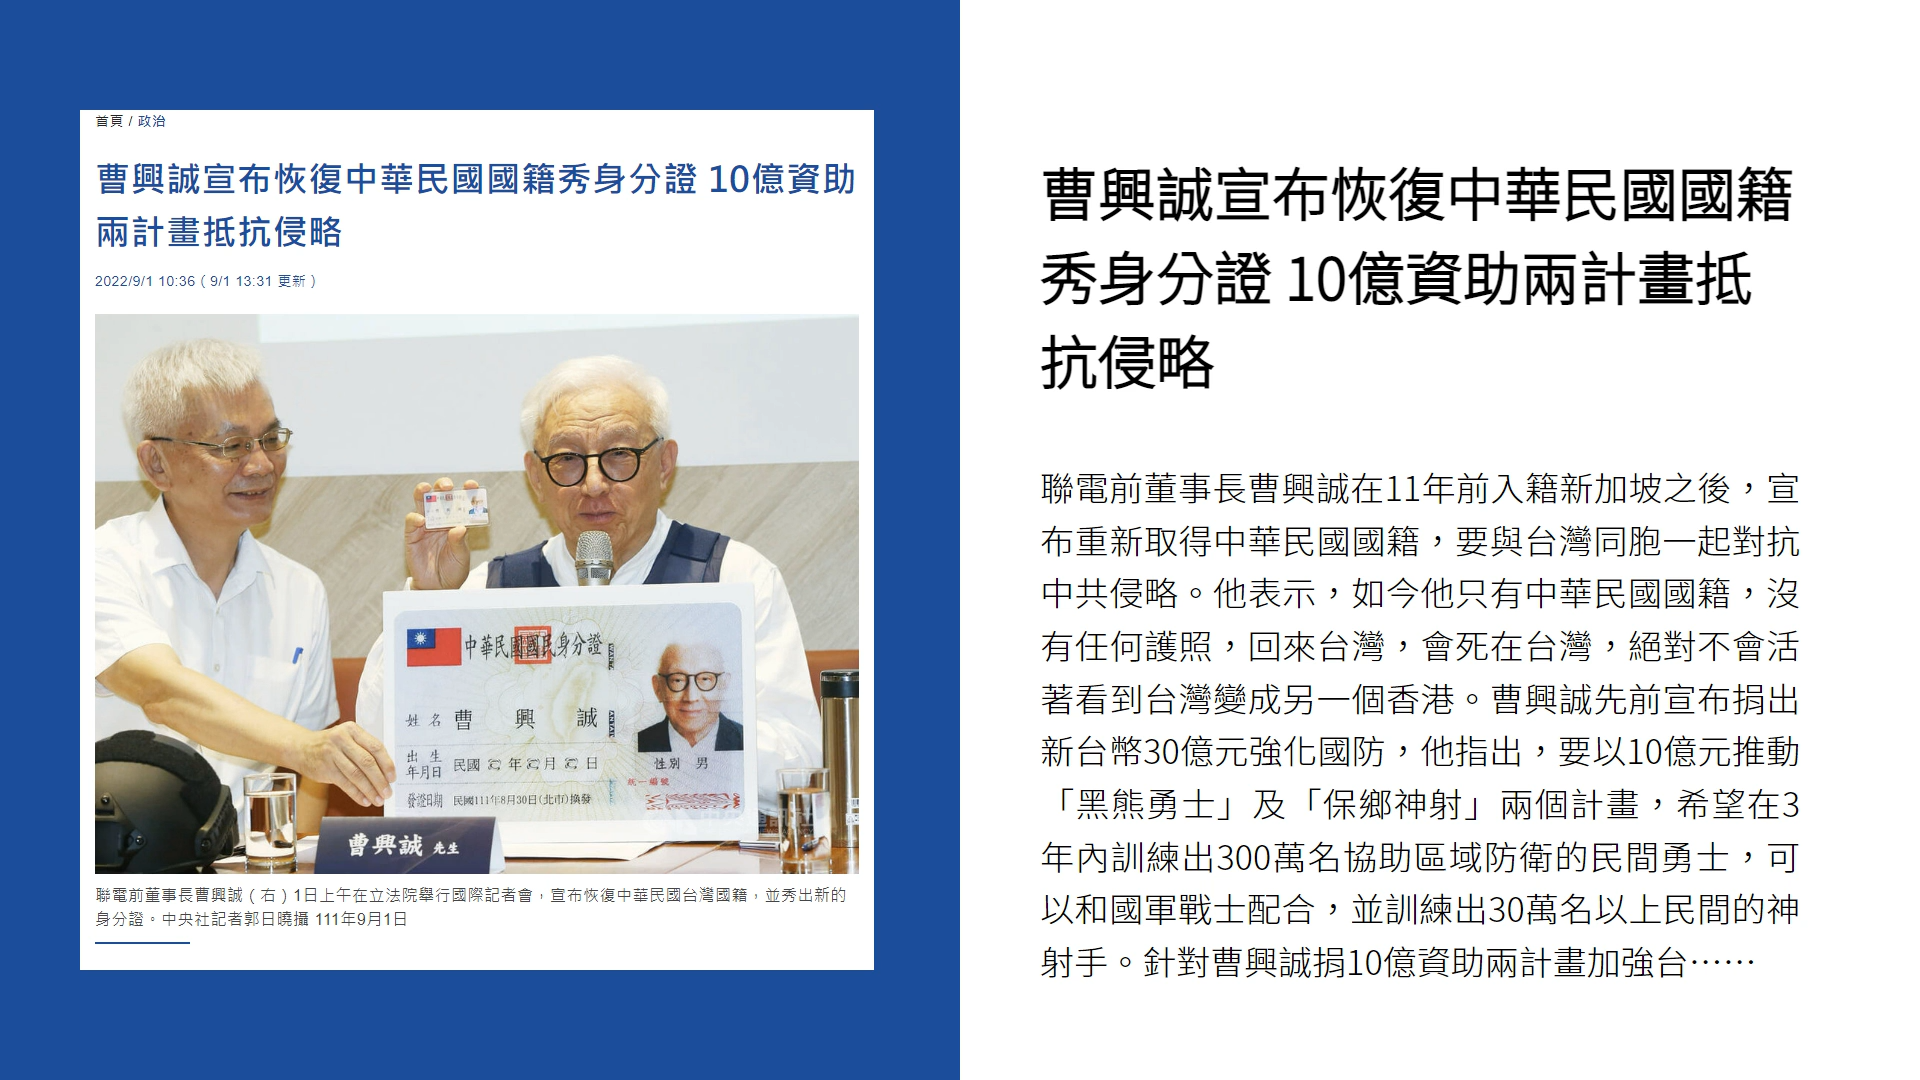 首頁 / 政治
曹興誠宣布恢復中華民國國籍秀身分證 10億資助
兩計畫抵抗侵略
2022/9/1 10:36（9/1 13:31 更新）
中華民國國民身分證
姓名 曹 興 誠
出生
年月日 民國 年 月 日
性別 男
統一編號
發證日期 民國111年8月30日(北市)換發
曹興誠 先生
聯電前董事長曹興誠（右）1日上午在立法院舉行國際記者會，宣布恢復中華民國台灣國籍，並秀出新的
身分證。中央社記者郭日曉攝 111年9月1日
曹興誠宣布恢復中華民國國籍
秀身分證 10億資助兩計畫抵
抗侵略
聯電前董事長曹興誠在11年前入籍新加坡之後，宣
布重新取得中華民國國籍，要與台灣同胞一起對抗
中共侵略。他表示，如今他只有中華民國國籍，沒
有任何護照，回來台灣，會死在台灣，絕對不會活
著看到台灣變成另一個香港。曹興誠先前宣布捐出
新台幣30億元強化國防，他指出，要以10億元推動
「黑熊勇士」及「保鄉神射」兩個計畫，希望在3
年內訓練出300萬名協助區域防衛的民間勇士，可
以和國軍戰士配合，並訓練出30萬名以上民間的神
射手。針對曹興誠捐10億資助兩計畫加強台⋯⋯